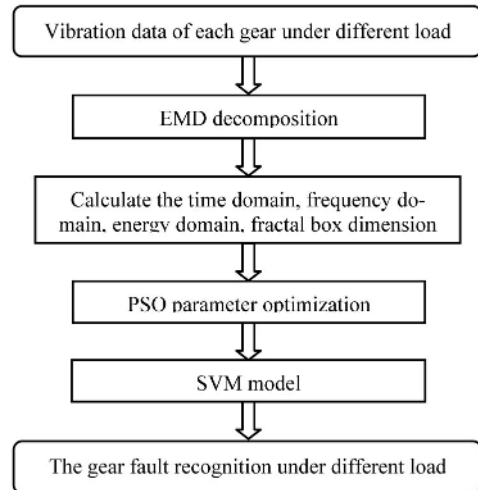 Vibration data of each gear under different load
EMD decomposition
Calculate the time domain, frequency do-
main, energy domain, fractal box dimension
PSO parameter optimization
SVM model
The gear fault recognition under different load